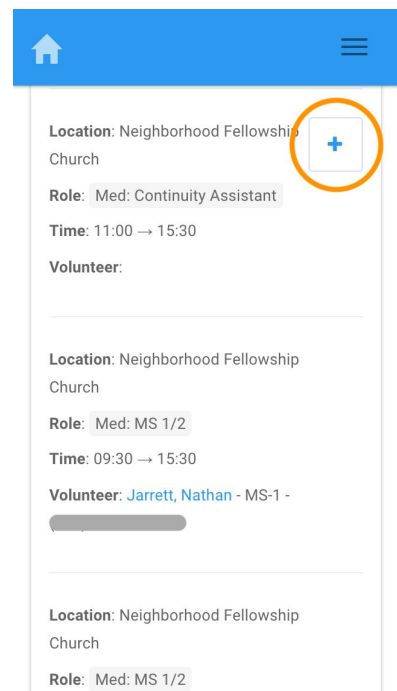 Location: Neighborhood Fellowship
Church
+
Role: Med: Continuity Assistant
Time: 11:00 → 15:30
Volunteer:
Location: Neighborhood Fellowship
Church
Role: Med: MS 1/2
Time: 09:30 → 15:30
Volunteer: Jarrett, Nathan - MS-1 -
Location: Neighborhood Fellowship
Church
Role: Med: MS 1/2